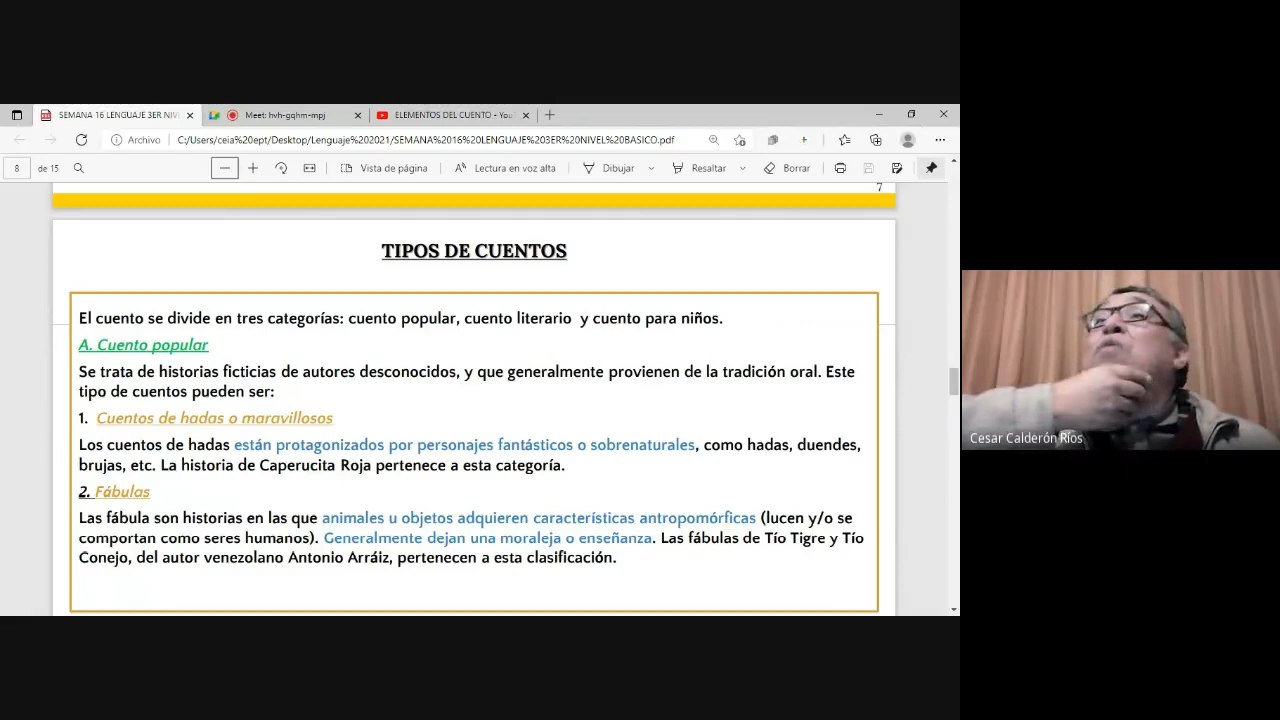 SEMANA 16 LENGUAJE 3ER NIV
Meet: hvh-gqhm-mpj
ELEMENTOS DEL CUENTO - You
Archivo
C:/Users/ceia%20ept/Desktop/Lenguaje%202021/SEMANA%2016%20LENGUAJE%203ER%20NIVEL%20BASICO.pdf
8 de 15
Vista de página
Lectura en voz alta
Dibujar
Resaltar
Borrar
7
TIPOS DE CUENTOS
El cuento se divide en tres categorías: cuento popular, cuento literario y cuento para niños.
A. Cuento popular
Se trata de historias ficticias de autores desconocidos, y que generalmente provienen de la tradición oral. Este
tipo de cuentos pueden ser:
1. Cuentos de hadas o maravillosos
Los cuentos de hadas están protagonizados por personajes fantásticos o sobrenaturales, como hadas, duendes,
brujas, etc. La historia de Caperucita Roja pertenece a esta categoría.
2. Fábulas
Las fábula son historias en las que animales u objetos adquieren características antropomórficas (lucen y/o se
comportan como seres humanos). Generalmente dejan una moraleja o enseñanza. Las fábulas de Tío Tigre y Tío
Conejo, del autor venezolano Antonio Arráiz, pertenecen a esta clasificación.
Cesar Calderón Ríos